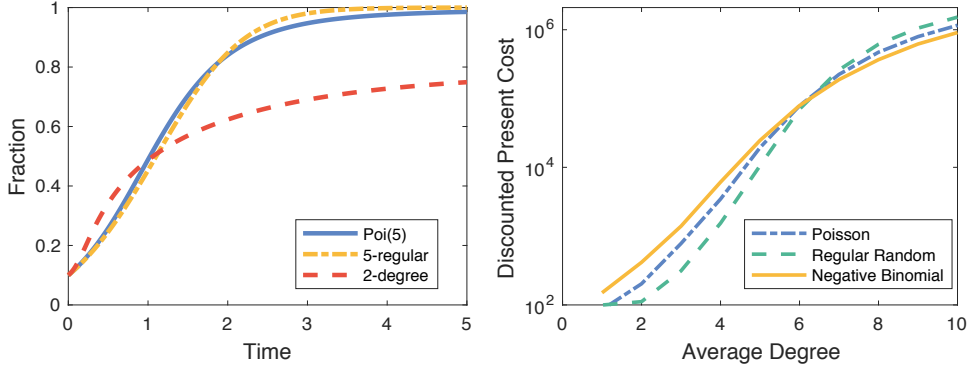 Fraction
1
0.8
0.6
0.4
0.2
0
0 1 2 3 4 5
Time
Poi(5)
5-regular
2-degree
Discounted Present Cost
10^6
10^4
10^2
0 2 4 6 8 10
Average Degree
Poisson
Regular Random
Negative Binomial